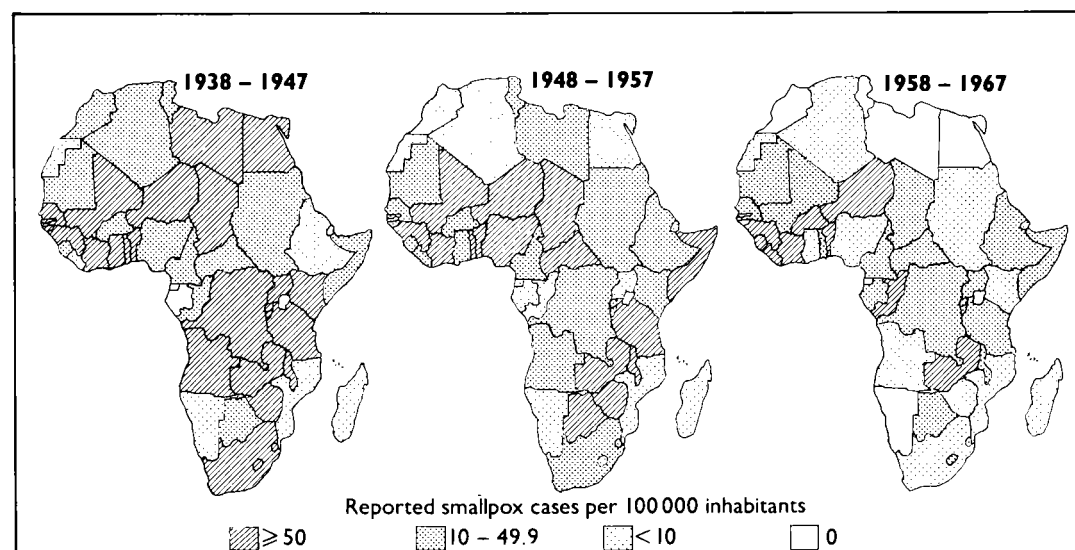 1938 – 1947
1948 – 1957
1958 – 1967
Reported smallpox cases per 100 000 inhabitants
≥ 50
10 – 49.9
< 10
0